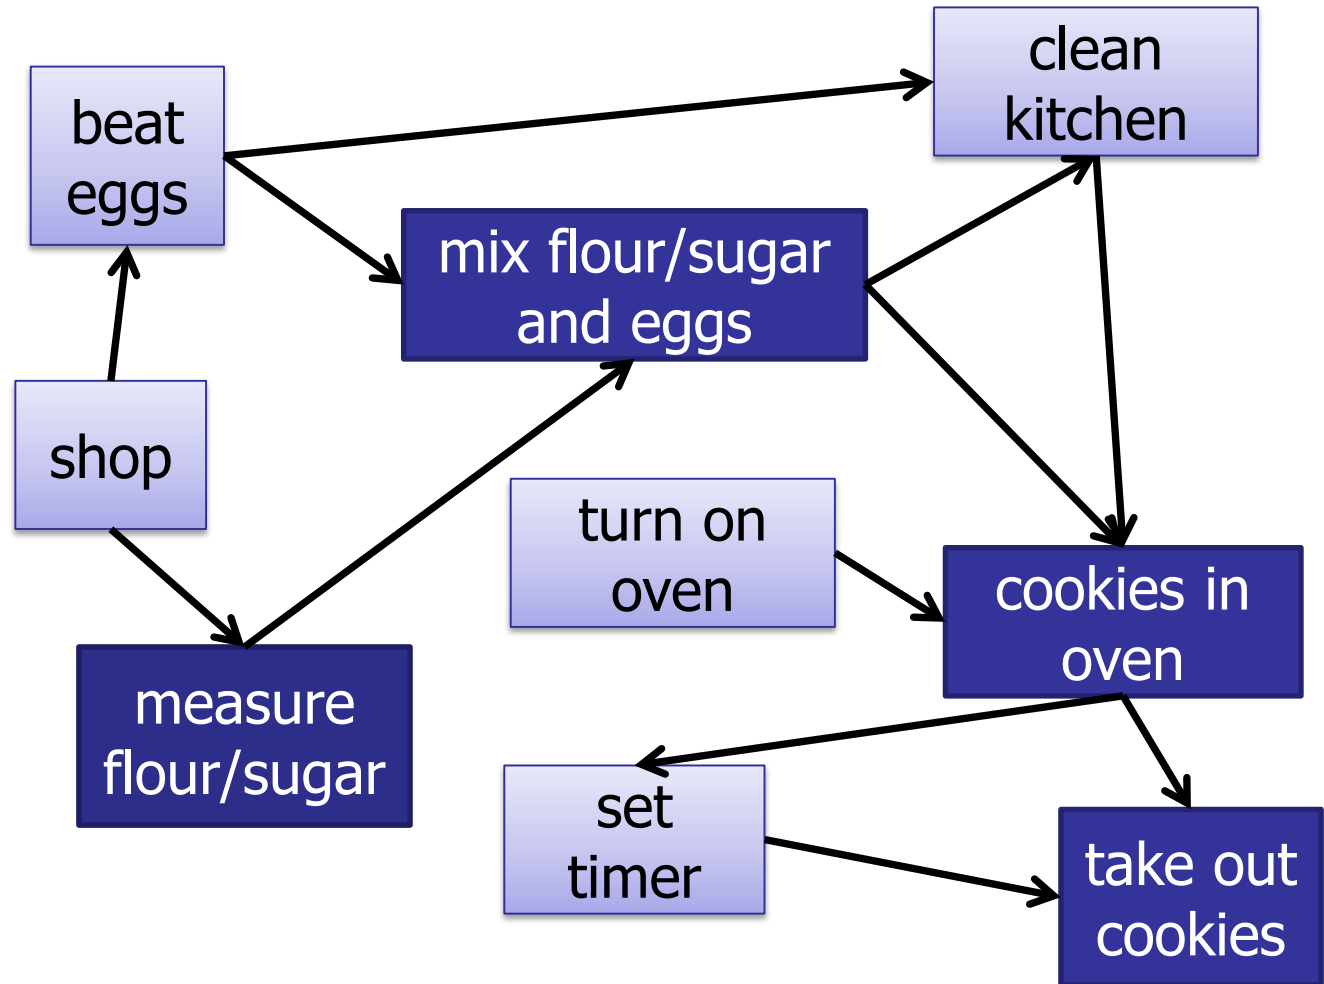 clean
kitchen
beat
eggs
mix flour/sugar
and eggs
shop
turn on
oven
cookies in
oven
measure
flour/sugar
set
timer
take out
cookies